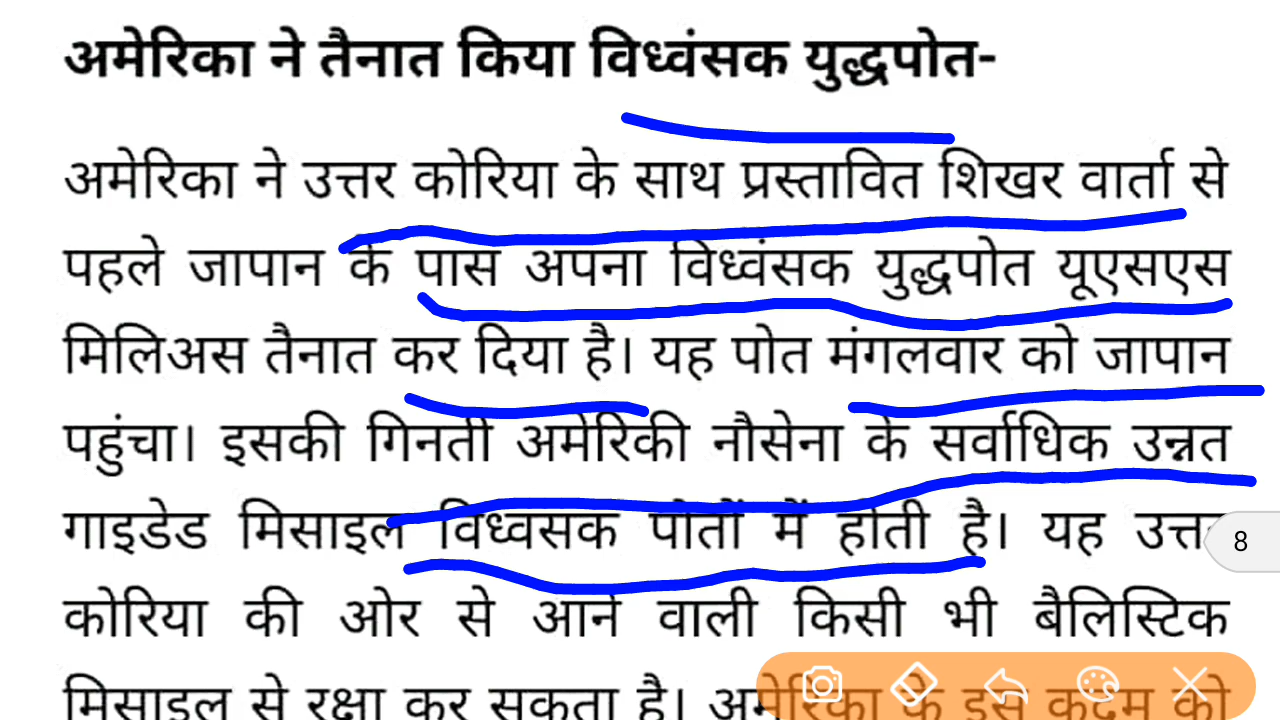 अमेरिका ने तैनात किया विध्वंसक युद्धपोत-
अमेरिका ने उत्तर कोरिया के साथ प्रस्तावित शिखर वार्ता से
पहले जापान के पास अपना विध्वंसक युद्धपोत यूएसएस
मिलिअस तैनात कर दिया है। यह पोत मंगलवार को जापान
पहुंचा। इसकी गिनती अमेरिकी नौसेना के सर्वाधिक उन्नत
गाइडेड मिसाइल विध्वसक पोतों में होती है। यह उत्तर
8
कोरिया की ओर से आने वाली किसी भी बैलिस्टिक
मिसाइल से रक्षा कर सकता है। अमेरिका के इस कदम को